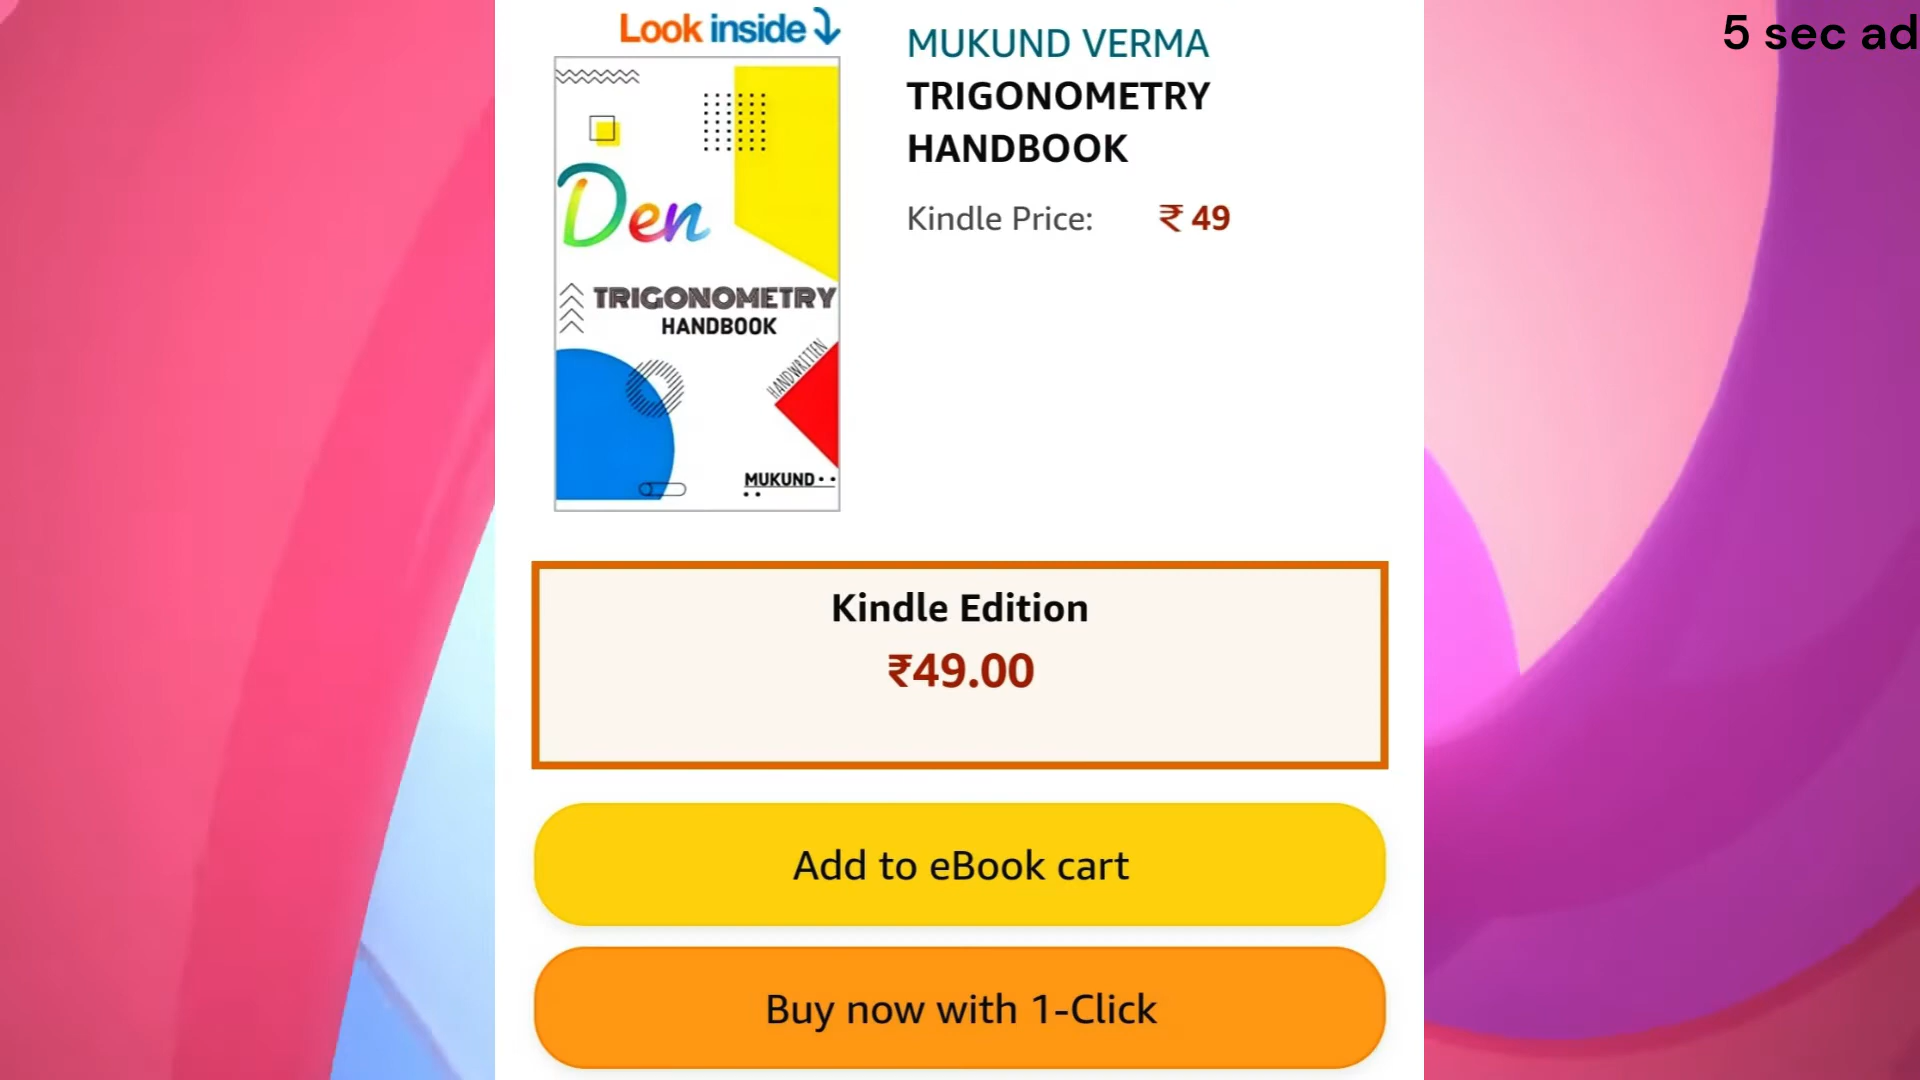 5 sec ad
Look inside
MUKUND VERMA
TRIGONOMETRY
HANDBOOK
Kindle Price: ₹ 49
Den
TRIGONOMETRY
HANDBOOK
HANDWRITTEN
MUKUND
Kindle Edition
₹49.00
Add to eBook cart
Buy now with 1-Click